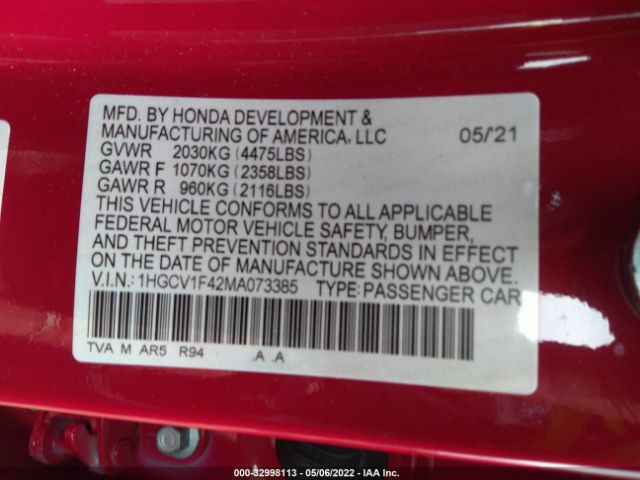 MFD. BY HONDA DEVELOPMENT &
MANUFACTURING OF AMERICA, LLC 05/21
GVWR 2030KG (4475LBS)
GAWR F 1070KG (2358LBS)
GAWR R 960KG (2116LBS)
THIS VEHICLE CONFORMS TO ALL APPLICABLE
FEDERAL MOTOR VEHICLE SAFETY, BUMPER,
AND THEFT PREVENTION STANDARDS IN EFFECT
ON THE DATE OF MANUFACTURE SHOWN ABOVE.
V.I.N.: 1HGCV1F42MA073385 TYPE: PASSENGER CAR
TVA M AR5 R94 .A .A
000-32998113 - 05/06/2022 - IAA Inc.